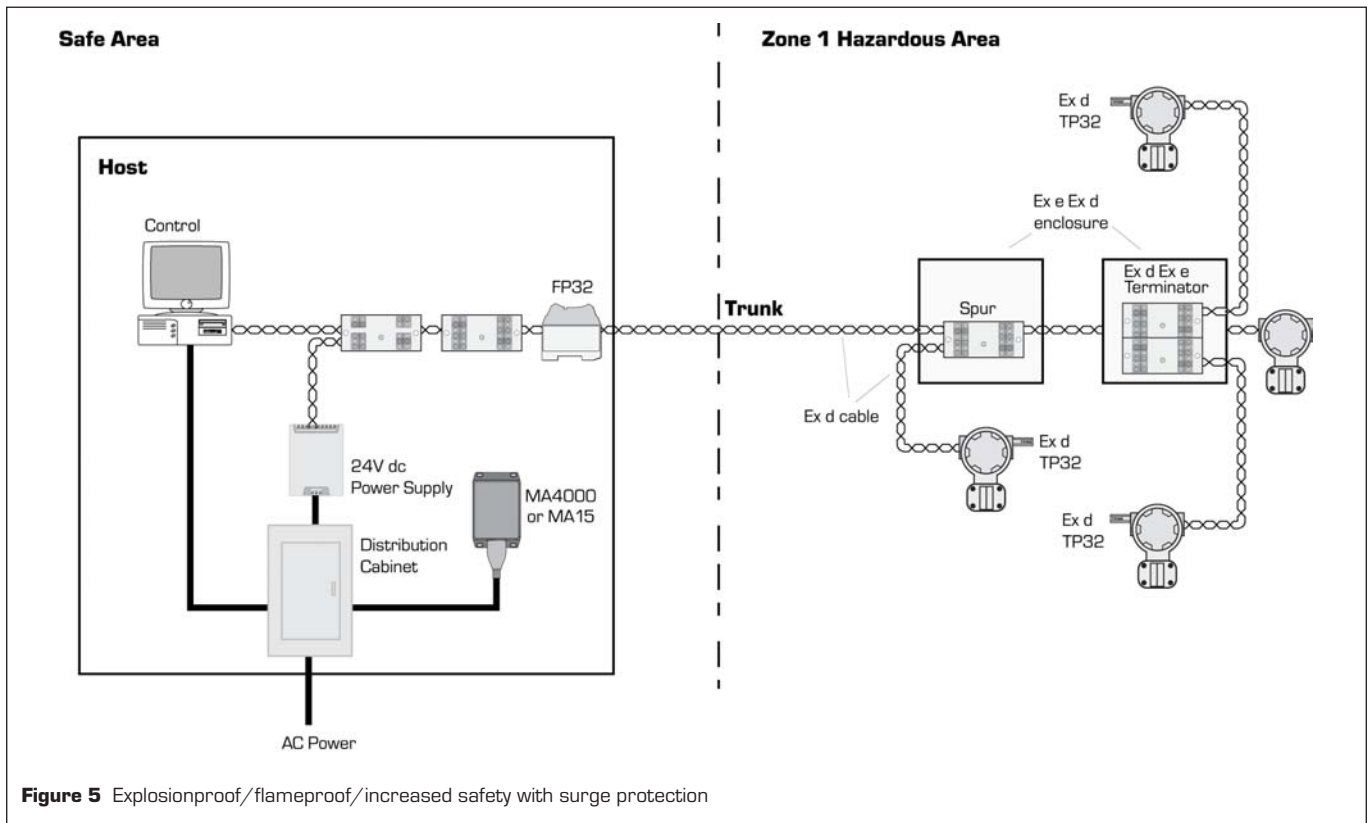 Safe Area
Zone 1 Hazardous Area
Host
Control
FP32
24V dc
Power Supply
MA4000
or MA15
Distribution
Cabinet
AC Power
Trunk
Ex d cable
Spur
Ex e Ex d
enclosure
Ex d Ex e
Terminator
Ex d
TP32
Ex d
TP32
Ex d
TP32
Figure 5 Explosionproof/flameproof/increased safety with surge protection